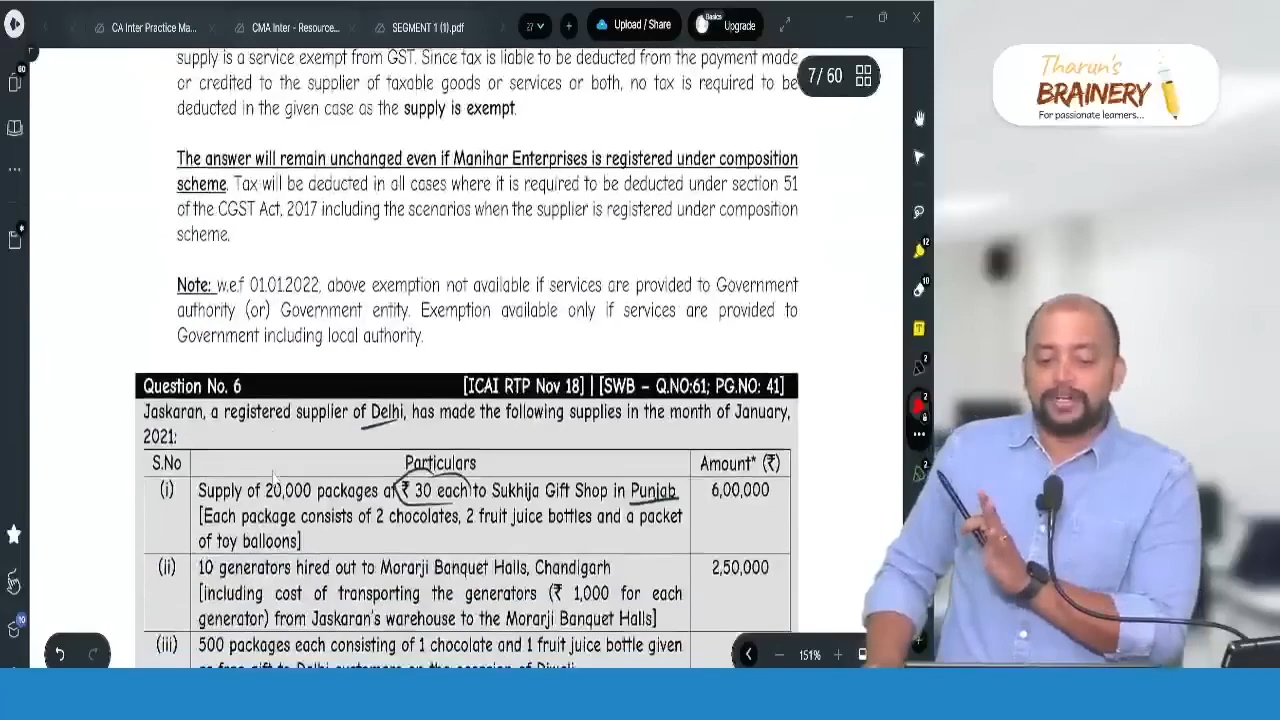 CA Inter Practice Ma...
CMA Inter - Resource...
SEGMENT 1 (1).pdf
27
Upload / Share
Basics
Upgrade
supply is a service exempt from GST. Since tax is liable to be deducted from the payment made
or credited to the supplier of taxable goods or services or both, no tax is required to be
deducted in the given case as the supply is exempt.
7 / 60
Tharun's
BRAINERY
For passionate learners...
The answer will remain unchanged even if Manihar Enterprises is registered under composition
scheme. Tax will be deducted in all cases where it is required to be deducted under section 51
of the CGST Act, 2017 including the scenarios when the supplier is registered under composition
scheme.
Note: w.e.f 01.01.2022, above exemption not available if services are provided to Government
authority (or) Government entity. Exemption available only if services are provided to
Government including local authority.
Question No. 6 [ICAI RTP Nov 18] | [SWB – Q.NO:61; PG.NO: 41]
Jaskaran, a registered supplier of Delhi, has made the following supplies in the month of January,
2021:
S.No Particulars Amount* (₹)
(i) Supply of 20,000 packages at ₹ 30 each to Sukhija Gift Shop in Punjab 6,00,000
[Each package consists of 2 chocolates, 2 fruit juice bottles and a packet
of toy balloons]
(ii) 10 generators hired out to Morarji Banquet Halls, Chandigarh 2,50,000
[including cost of transporting the generators (₹ 1,000 for each
generator) from Jaskaran's warehouse to the Morarji Banquet Halls]
(iii) 500 packages each consisting of 1 chocolate and 1 fruit juice bottle given
as free gift to Delhi customers on the occasion of Diwali
151%